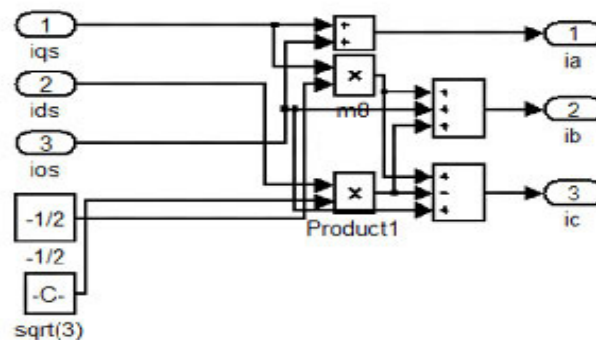 1
iqs
2
ids
3
ios
-1/2
-1/2
-C-
sqrt(3)
+
+
×
m0
×
Product1
+
+
+
+
−
+
1
ia
2
ib
3
ic